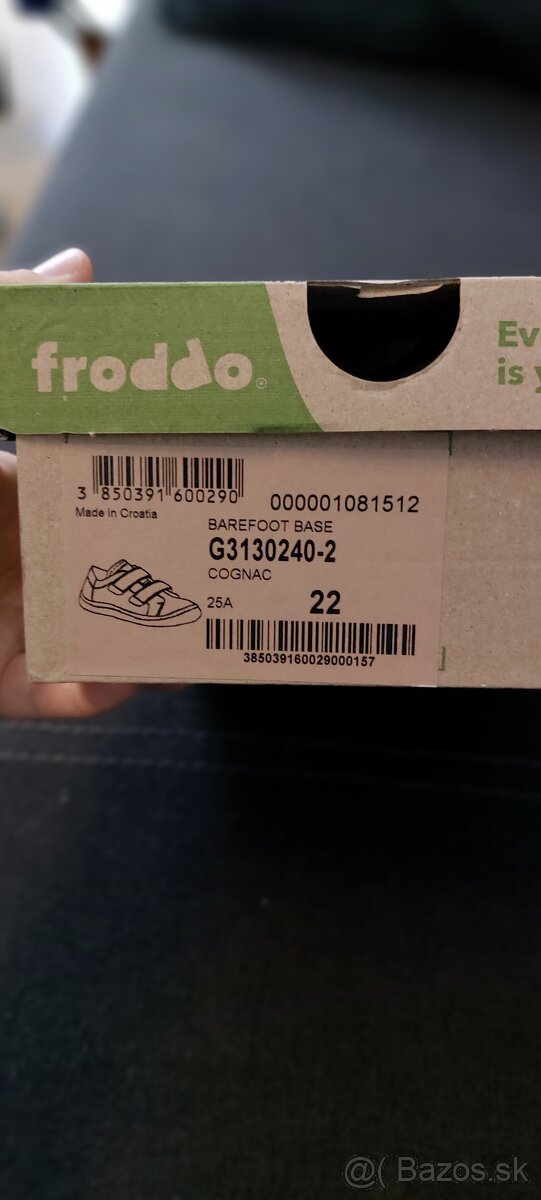 froddo®
Ev
is y
3 850391 600290
000001081512
Made in Croatia
BAREFOOT BASE
G3130240-2
COGNAC
25A 22
385039160029000157
@( Bazos.sk